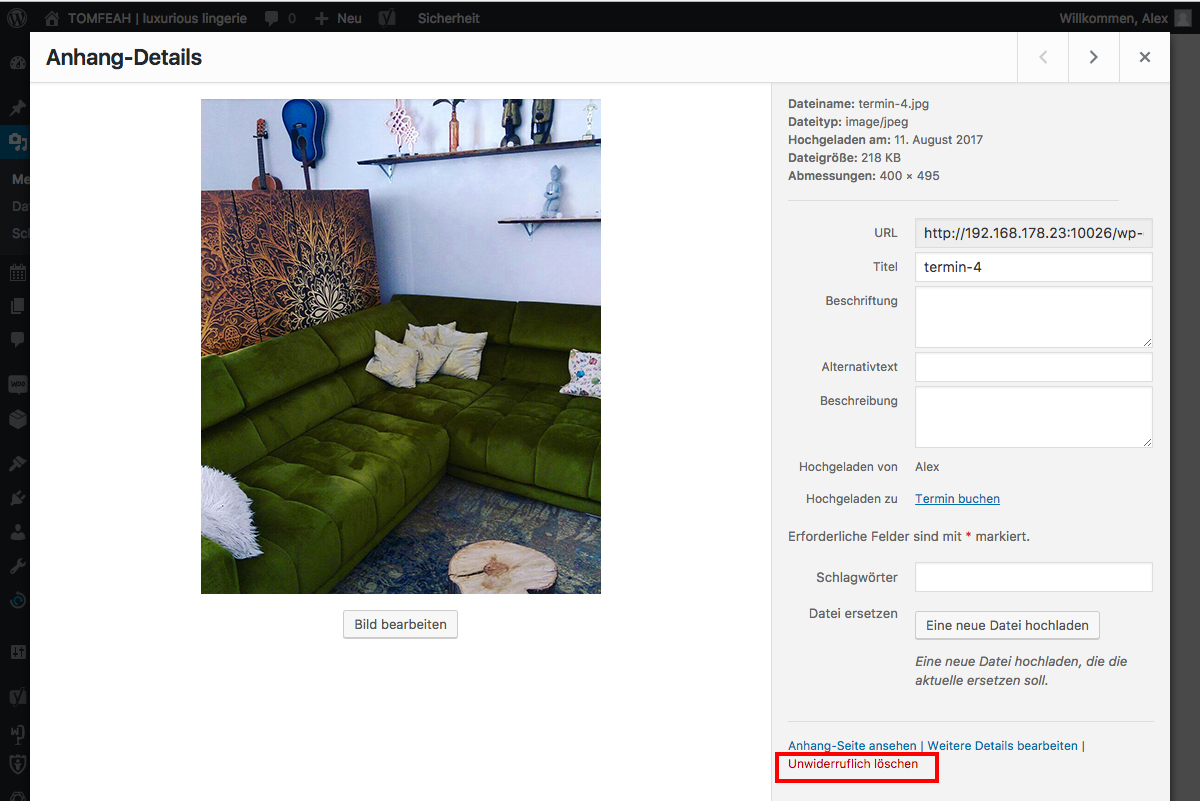 TOMFEAH | luxurious lingerie 0 Neu Sicherheit Willkommen, Alex
Anhang-Details
Dateiname: termin-4.jpg
Dateityp: image/jpeg
Hochgeladen am: 11. August 2017
Dateigröße: 218 KB
Abmessungen: 400 × 495
URL http://192.168.178.23:10026/wp-
Titel termin-4
Beschriftung
Alternativtext
Beschreibung
Hochgeladen von Alex
Hochgeladen zu Termin buchen
Erforderliche Felder sind mit * markiert.
Schlagwörter
Datei ersetzen Eine neue Datei hochladen
Eine neue Datei hochladen, die die
aktuelle ersetzen soll.
Bild bearbeiten
Anhang-Seite ansehen | Weitere Details bearbeiten |
Unwiderruflich löschen